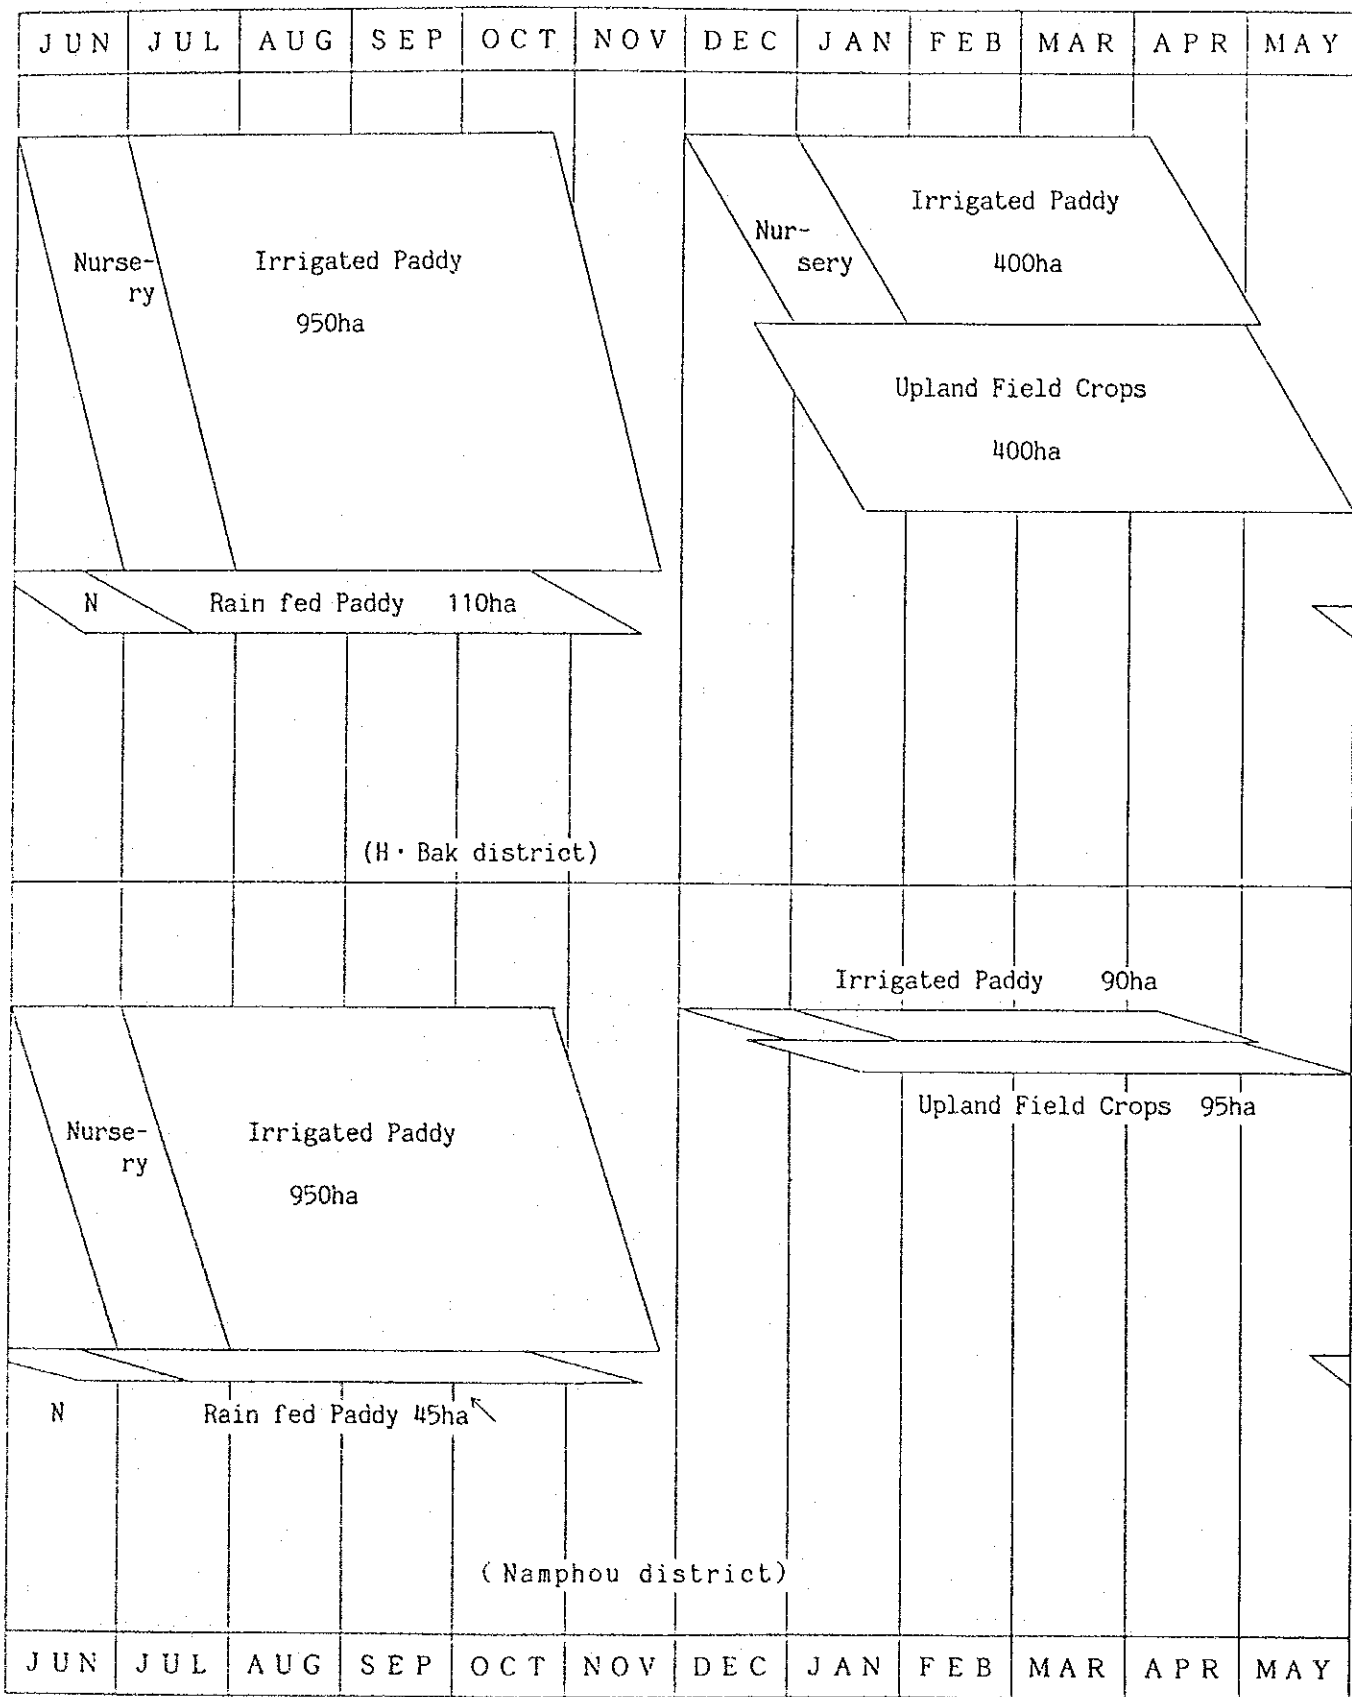 JUN JUL AUG SEP OCT NOV DEC JAN FEB MAR APR MAY
Nurse-
ry
Irrigated Paddy
950ha
Nur-
sery
Irrigated Paddy
400ha
Upland Field Crops
400ha
N
Rain fed Paddy 110ha
(H·Bak district)
Irrigated Paddy 90ha
Upland Field Crops 95ha
Nurse-
ry
Irrigated Paddy
950ha
N
Rain fed Paddy 45ha
(Namphou district)
JUN JUL AUG SEP OCT NOV DEC JAN FEB MAR APR MAY